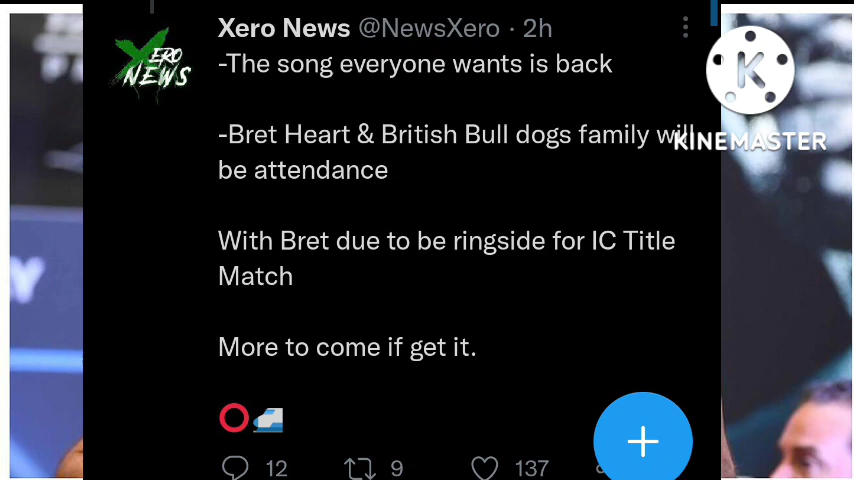 Xero News @NewsXero · 2h
XERO
NEWS
-The song everyone wants is back
K
-Bret Heart & British Bull dogs family will
KINEMASTER
be attendance
With Bret due to be ringside for IC Title
Match
More to come if get it.
12 9 137